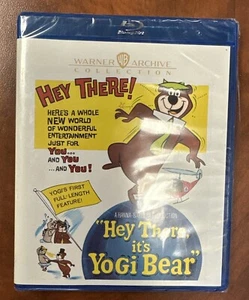 WARNER ARCHIVE
COLLECTION
HEY THERE!
HERE'S A WHOLE
NEW WORLD
OF WONDERFUL
ENTERTAINMENT
JUST FOR
YOU...
AND YOU
...AND YOU!
YOGI'S FIRST
FULL-LENGTH
FEATURE!
"Hey There,
it's
YOGI BEAR"